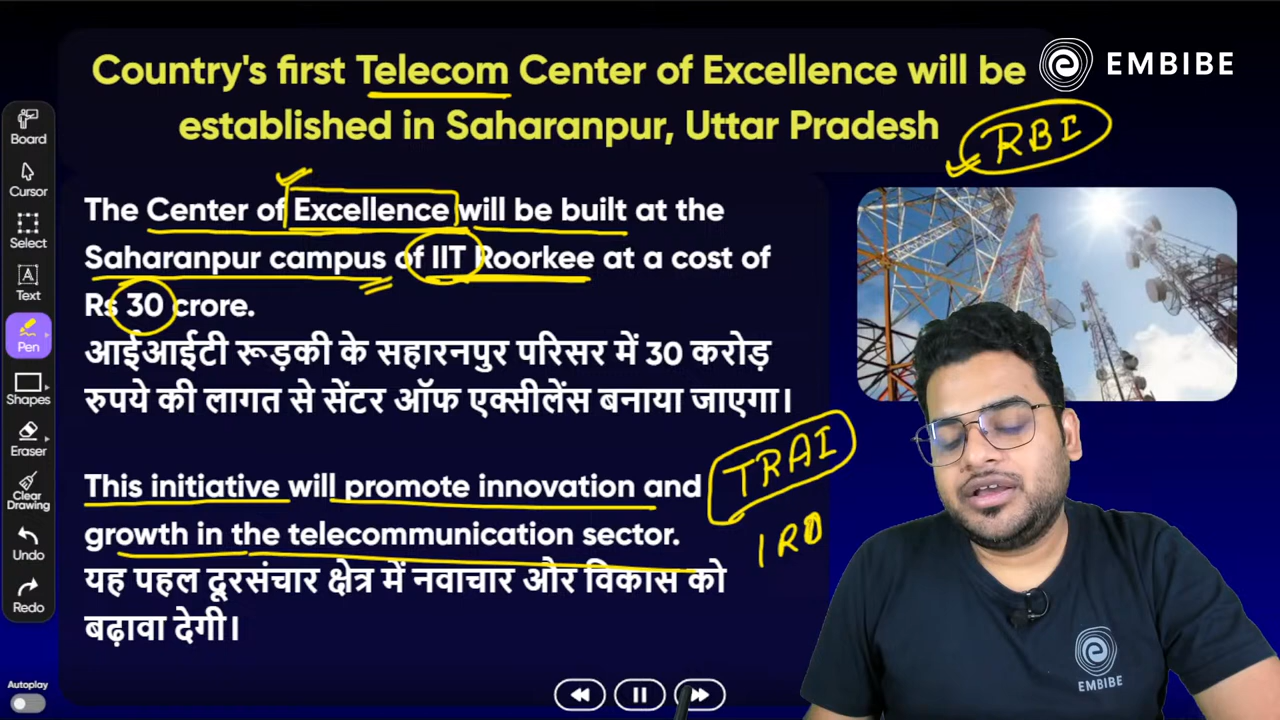 Country's first Telecom Center of Excellence will be
established in Saharanpur, Uttar Pradesh
EMBIBE
RBI
Board
Cursor
Select
Text
Pen
Shapes
Eraser
Clear
Drawing
Undo
Redo
Autoplay
The Center of Excellence will be built at the
Saharanpur campus of IIT Roorkee at a cost of
Rs 30 crore.
आईआईटी रूड़की के सहारनपुर परिसर में 30 करोड़
रुपये की लागत से सेंटर ऑफ एक्सीलेंस बनाया जाएगा।
This initiative will promote innovation and
growth in the telecommunication sector.
यह पहल दूरसंचार क्षेत्र में नवाचार और विकास को
बढ़ावा देगी।
TRAI
IRD
EMBIBE